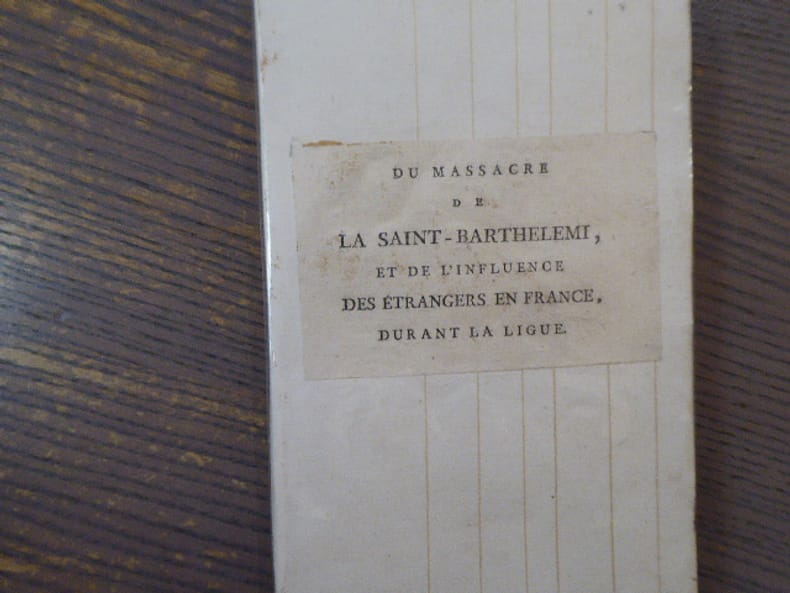 DU MASSACRE
DE
LA SAINT-BARTHELEMI,
ET DE L'INFLUENCE
DES ÉTRANGERS EN FRANCE,
DURANT LA LIGUE.